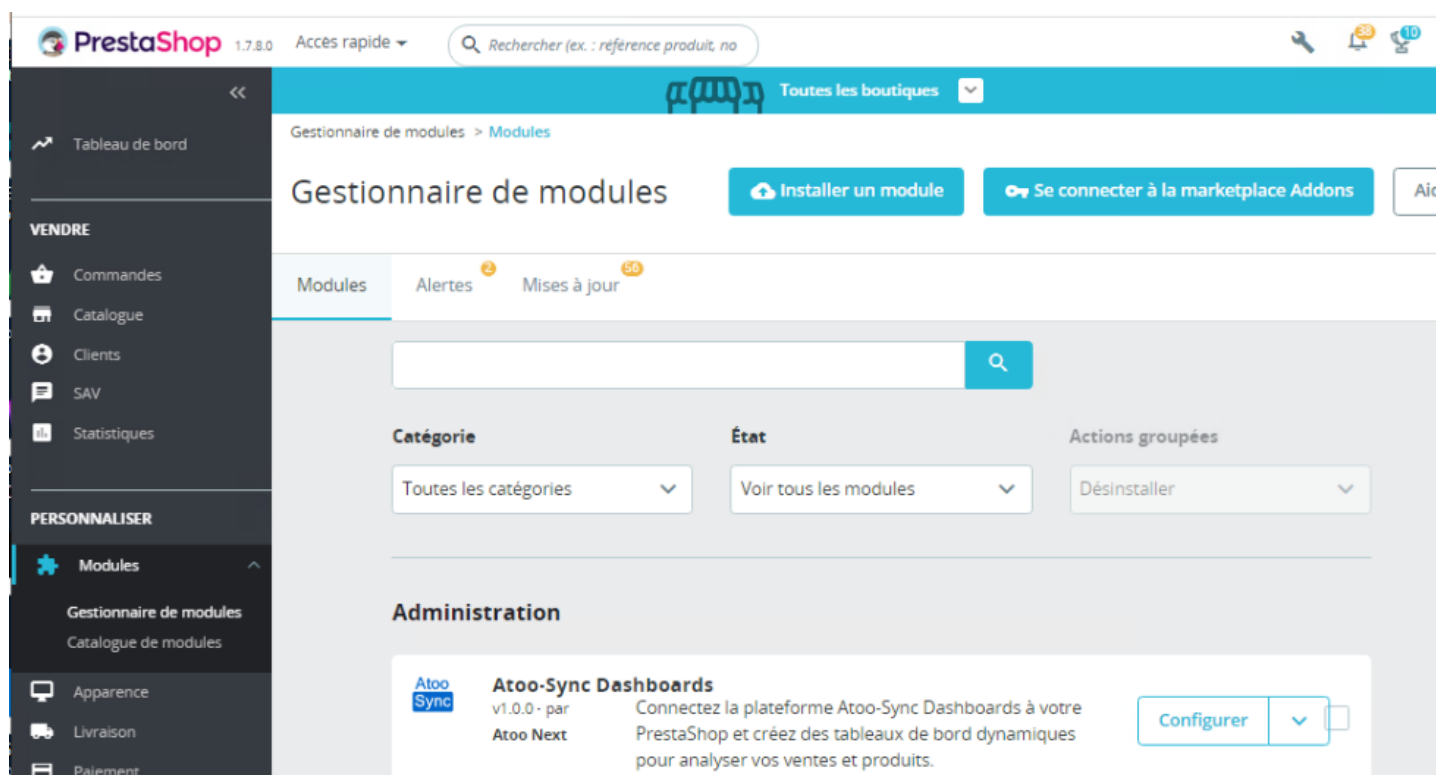 PrestaShop 1.7.8.0 Accès rapide Rechercher (ex. : référence produit, no 38 10
Toutes les boutiques
Gestionnaire de modules > Modules
Tableau de bord
Gestionnaire de modules Installer un module Se connecter à la marketplace Addons
VENDRE
Commandes
Catalogue
Clients
SAV
Statistiques
Modules Alertes 2 Mises à jour 56
Catégorie État Actions groupées
Toutes les catégories Voir tous les modules Désinstaller
PERSONNALISER
Modules
Gestionnaire de modules
Catalogue de modules
Apparence
Livraison
Paiement
Administration
Atoo
Sync
Atoo-Sync Dashboards
v1.0.0 - par
Atoo Next
Connectez la plateforme Atoo-Sync Dashboards à votre
PrestaShop et créez des tableaux de bord dynamiques
pour analyser vos ventes et produits.
Configurer